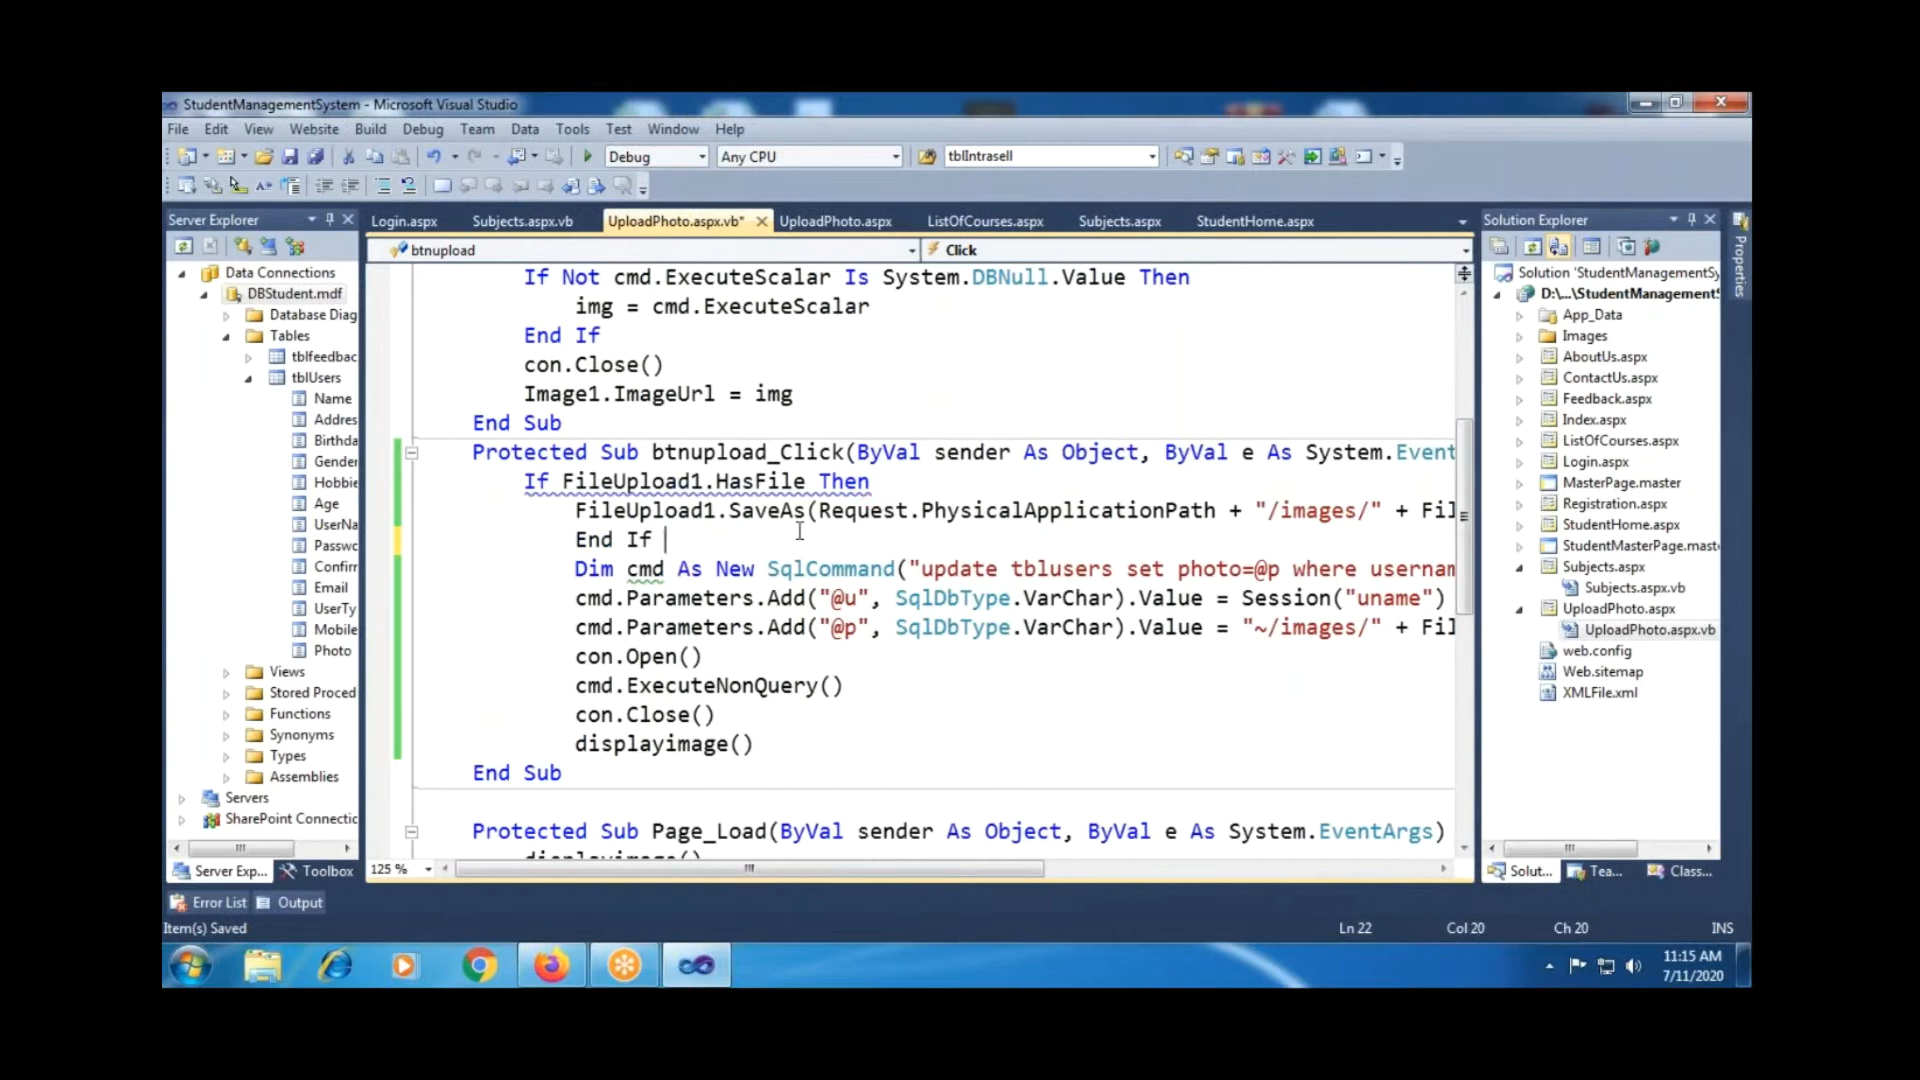 StudentManagementSystem - Microsoft Visual Studio
File Edit View Website Build Debug Team Data Tools Test Window Help
Debug Any CPU tblIntrasell
Server Explorer
Login.aspx Subjects.aspx.vb UploadPhoto.aspx.vb* UploadPhoto.aspx ListOfCourses.aspx Subjects.aspx StudentHome.aspx
Solution Explorer
Properties
btnupload Click
Data Connections
DBStudent.mdf
Database Diag
Tables
tblfeedbac
tblUsers
Name
Addres
Birthda
Gender
Hobbie
Age
UserNa
Passwo
Confirr
Email
UserTy
Mobile
Photo
Views
Stored Proced
Functions
Synonyms
Types
Assemblies
Servers
SharePoint Connectic
Server Exp... Toolbox
If Not cmd.ExecuteScalar Is System.DBNull.Value Then
img = cmd.ExecuteScalar
End If
con.Close()
Image1.ImageUrl = img
End Sub
Protected Sub btnupload_Click(ByVal sender As Object, ByVal e As System.Event
If FileUpload1.HasFile Then
FileUpload1.SaveAs(Request.PhysicalApplicationPath + "/images/" + Fil
End If
Dim cmd As New SqlCommand("update tblusers set photo=@p where usernam
cmd.Parameters.Add("@u", SqlDbType.VarChar).Value = Session("uname")
cmd.Parameters.Add("@p", SqlDbType.VarChar).Value = "~/images/" + Fil
con.Open()
cmd.ExecuteNonQuery()
con.Close()
displayimage()
End Sub
Protected Sub Page_Load(ByVal sender As Object, ByVal e As System.EventArgs)
displayimage()
125 %
Solution 'StudentManagementSy
D:\...\StudentManagementS
App_Data
Images
AboutUs.aspx
ContactUs.aspx
Feedback.aspx
Index.aspx
ListOfCourses.aspx
Login.aspx
MasterPage.master
Registration.aspx
StudentHome.aspx
StudentMasterPage.mast
Subjects.aspx
Subjects.aspx.vb
UploadPhoto.aspx
UploadPhoto.aspx.vb
web.config
Web.sitemap
XMLFile.xml
Solut... Tea... Class...
Error List Output
Item(s) Saved Ln 22 Col 20 Ch 20 INS
11:15 AM
7/11/2020